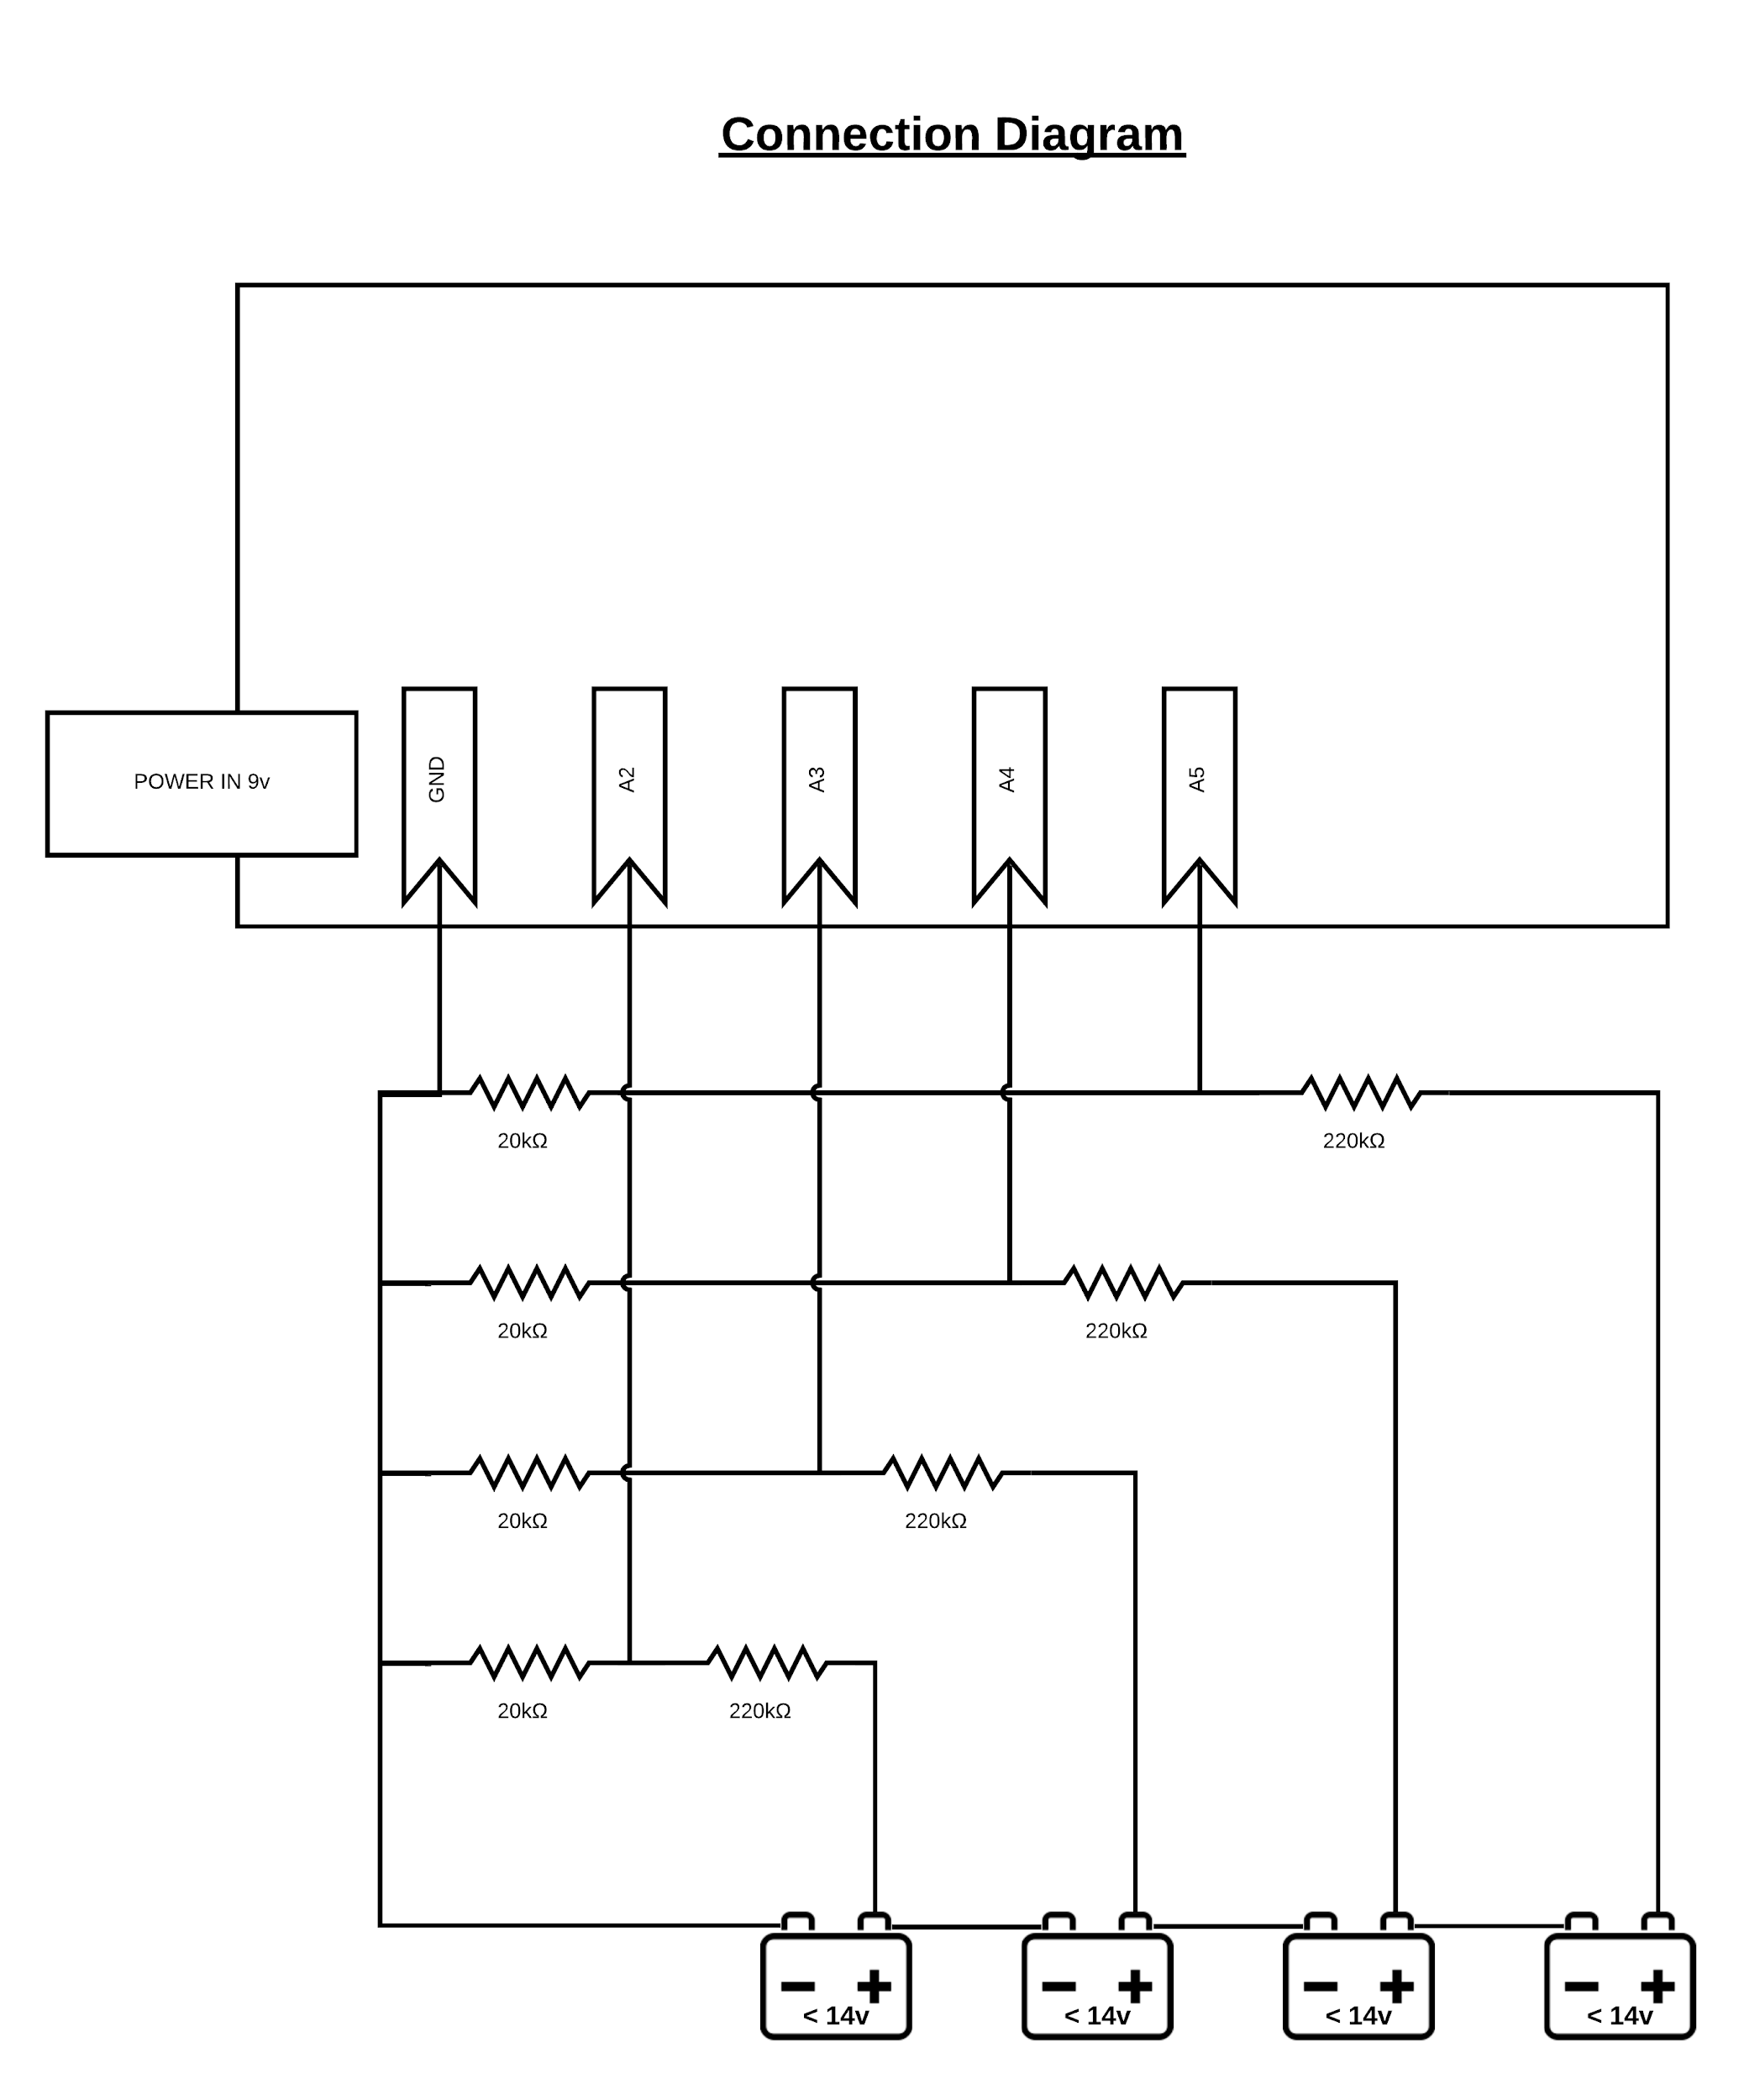 Connection Diagram
POWER IN 9v
GND
A2
A3
A4
A5
20kΩ
220kΩ
20kΩ
220kΩ
20kΩ
220kΩ
20kΩ
220kΩ
< 14v
< 14v
< 14v
< 14v